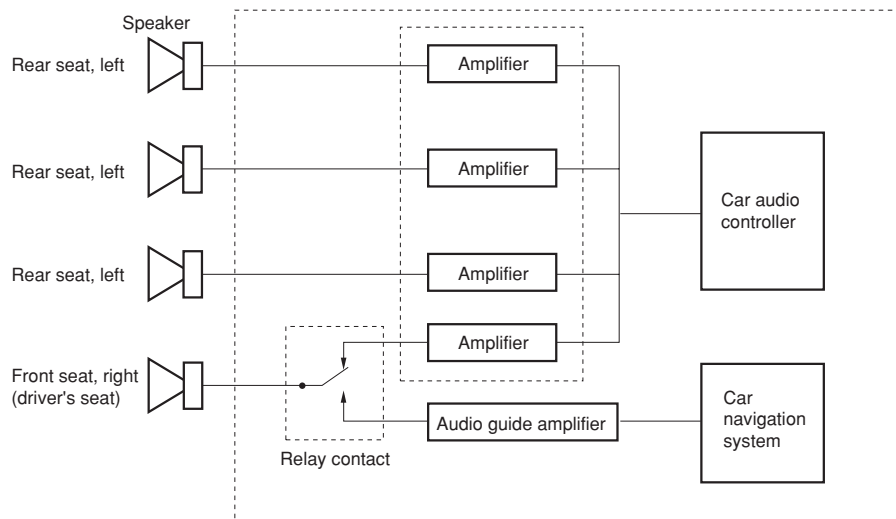 Speaker
Rear seat, left
Amplifier
Rear seat, left
Amplifier
Car audio
controller
Rear seat, left
Amplifier
Amplifier
Front seat, right
(driver's seat)
Audio guide amplifier
Car
navigation
system
Relay contact